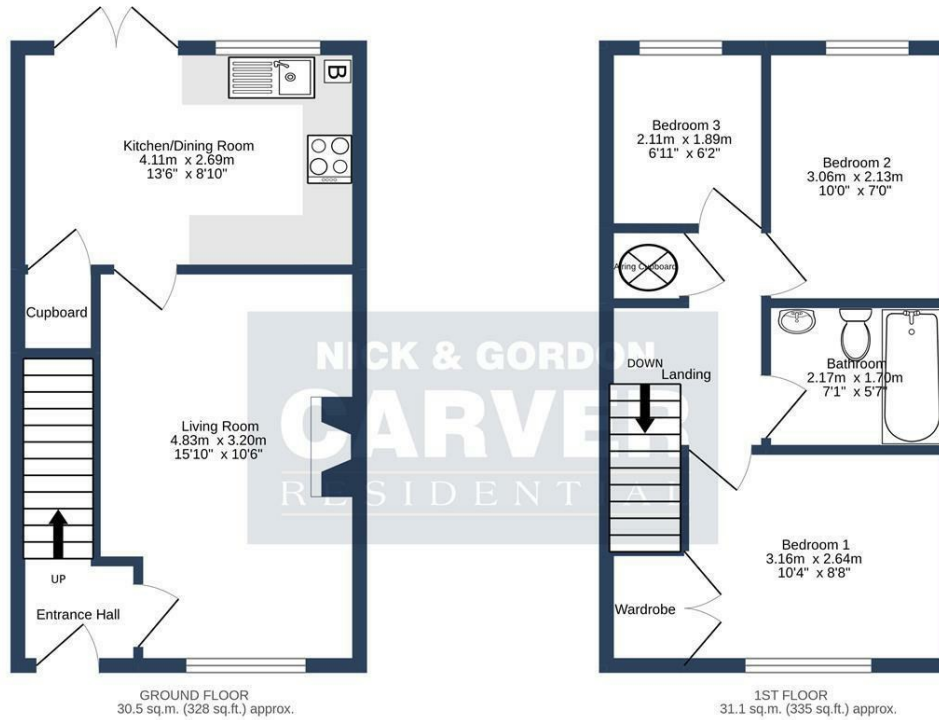 B
Kitchen/Dining Room
4.11m x 2.69m
13'6" x 8'10"
Cupboard
Living Room
4.83m x 3.20m
15'10" x 10'6"
UP
Entrance Hall
GROUND FLOOR
30.5 sq.m. (328 sq.ft.) approx.
Bedroom 3
2.11m x 1.89m
6'11" x 6'2"
Bedroom 2
3.06m x 2.13m
10'0" x 7'0"
Airing Cupboard
DOWN
Landing
Bathroom
2.17m x 1.70m
7'1" x 5'7"
Bedroom 1
3.16m x 2.64m
10'4" x 8'8"
Wardrobe
1ST FLOOR
31.1 sq.m. (335 sq.ft.) approx.
NICK & GORDON
CARVER
RESIDENTIAL